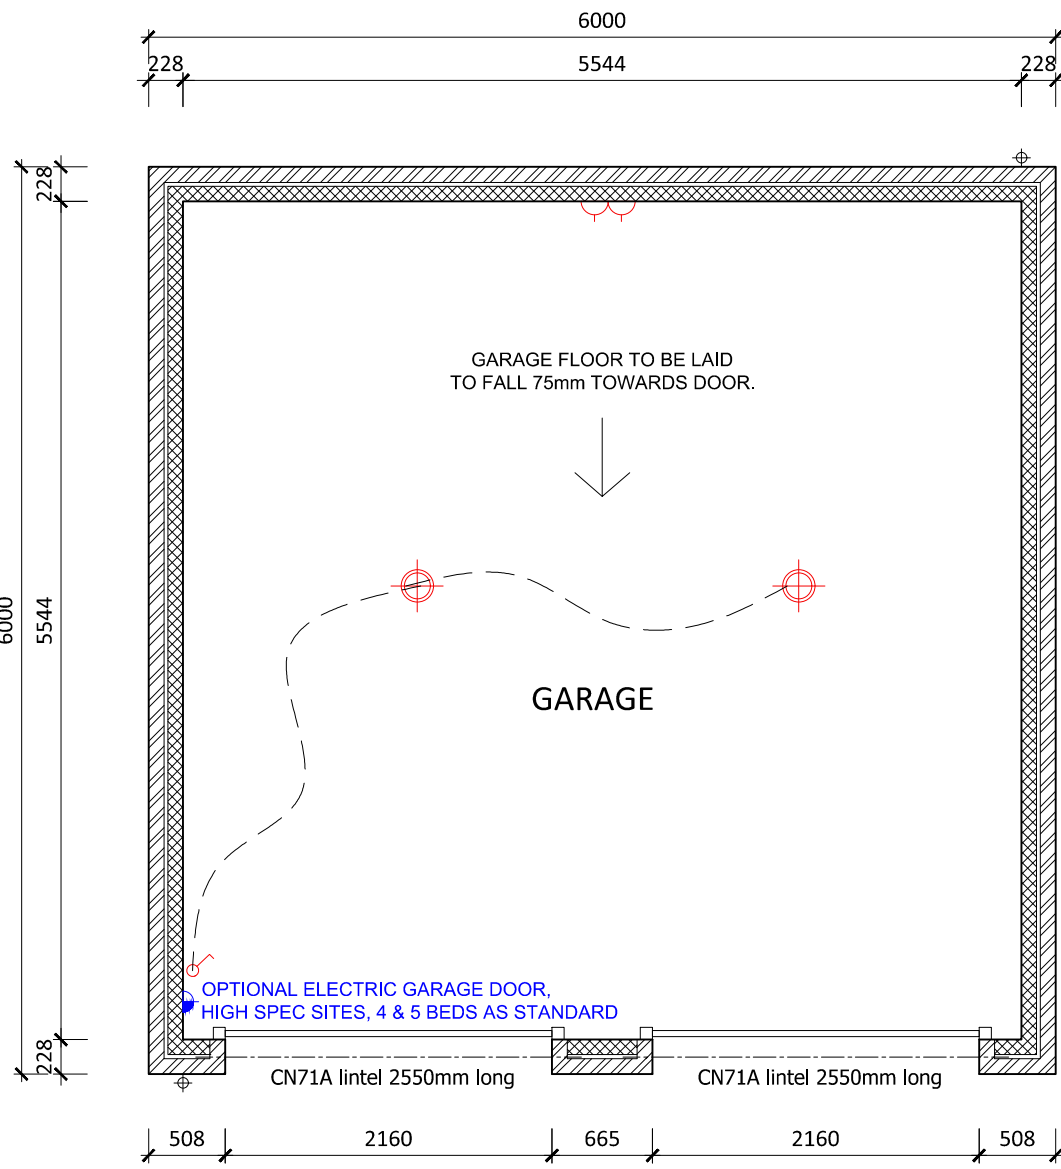 6000
228
5544
228
228
GARAGE FLOOR TO BE LAID
TO FALL 75mm TOWARDS DOOR.
6000
5544
GARAGE
OPTIONAL ELECTRIC GARAGE DOOR,
HIGH SPEC SITES, 4 & 5 BEDS AS STANDARD
228
CN71A lintel 2550mm long
CN71A lintel 2550mm long
508
2160
665
2160
508